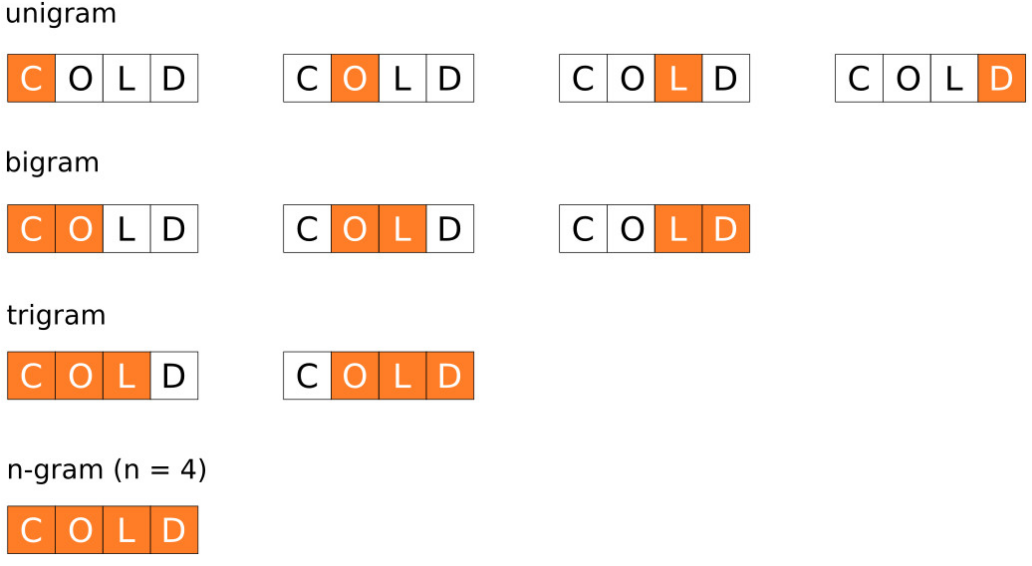 unigram
C O L D C O L D C O L D C O L D
bigram
C O L D C O L D C O L D
trigram
C O L D C O L D
n-gram (n = 4)
C O L D